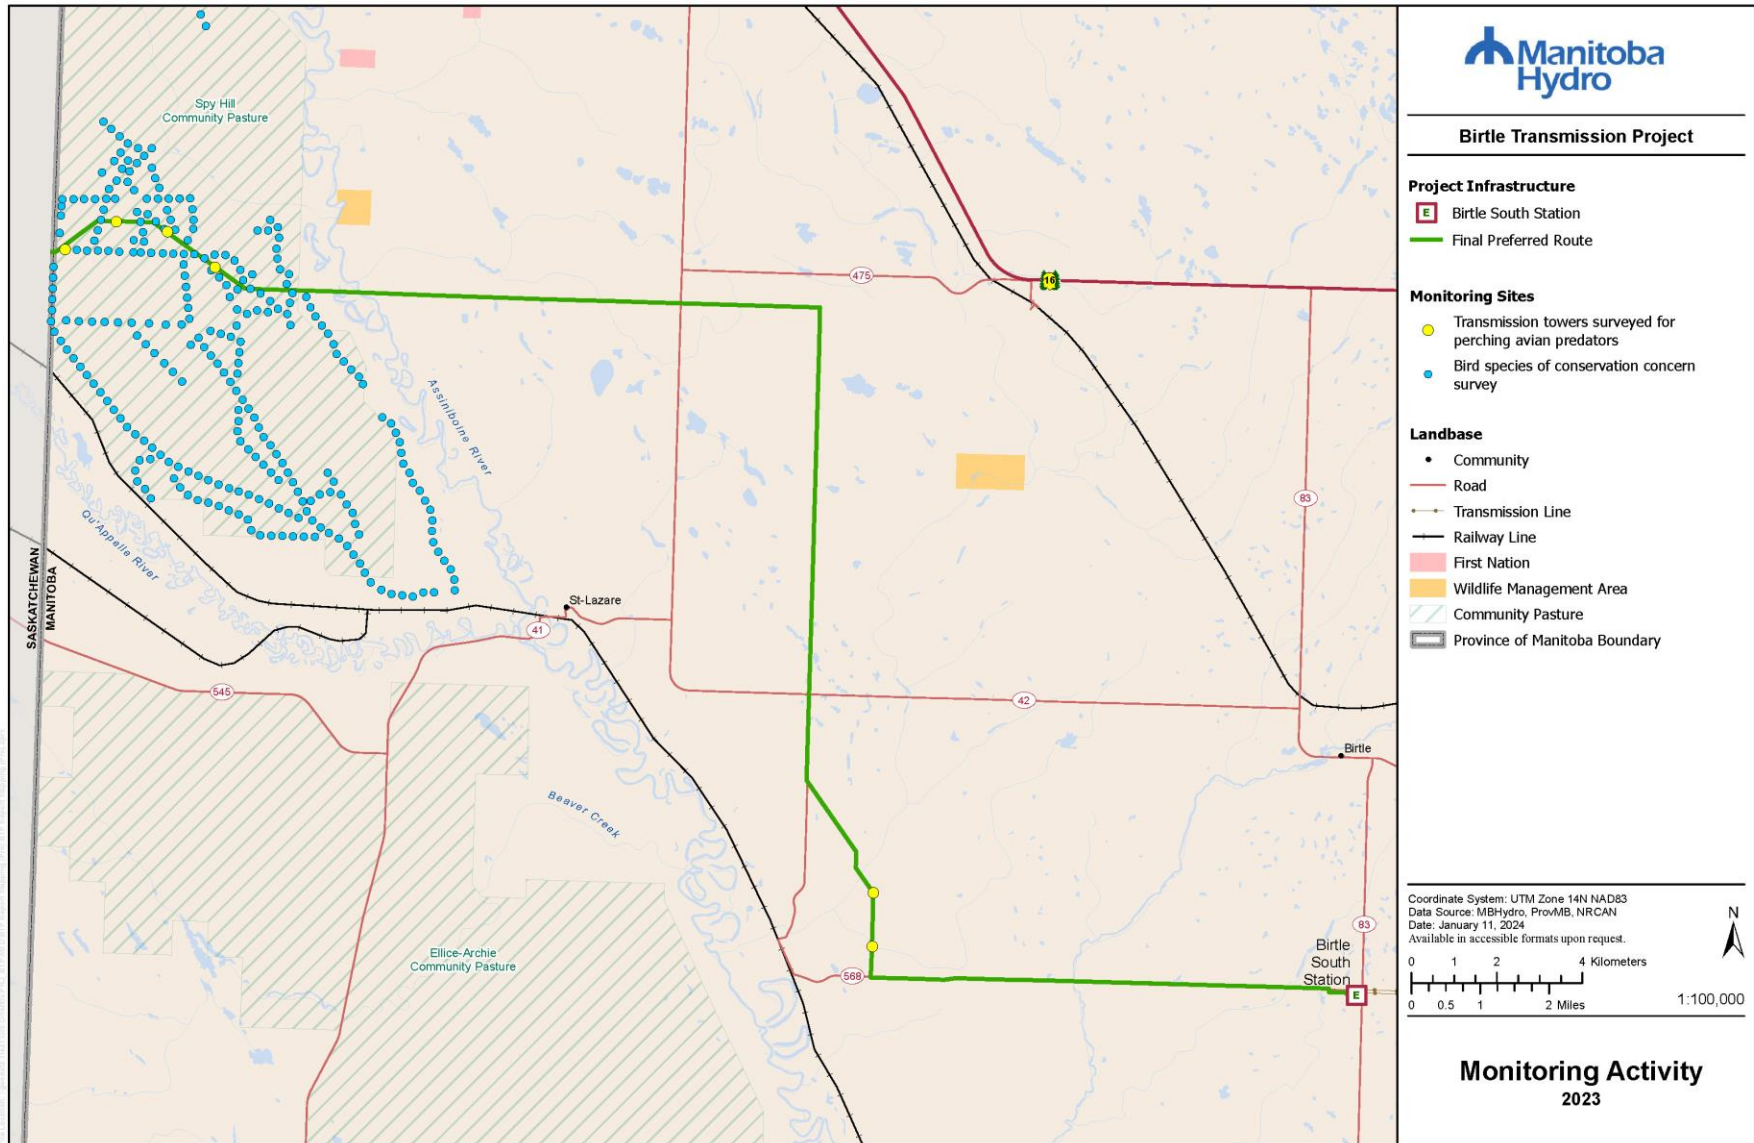 Spy Hill
Community Pasture
475
16
Assiniboine River
83
Qu'Appelle River
SASKATCHEWAN
MANITOBA
St-Lazare
41
545
42
Birtle
Beaver Creek
Ellice-Archie
Community Pasture
568
83
Birtle
South
Station
E
Manitoba
Hydro
Birtle Transmission Project
Project Infrastructure
E Birtle South Station
Final Preferred Route
Monitoring Sites
Transmission towers surveyed for
perching avian predators
Bird species of conservation concern
survey
Landbase
Community
Road
Transmission Line
Railway Line
First Nation
Wildlife Management Area
Community Pasture
Province of Manitoba Boundary
Coordinate System: UTM Zone 14N NAD83
Data Source: MBHydro, ProvMB, NRCAN
Date: January 11, 2024
Available in accessible formats upon request.
N
0 1 2 4 Kilometers
0 0.5 1 2 Miles
1:100,000
Monitoring Activity
2023